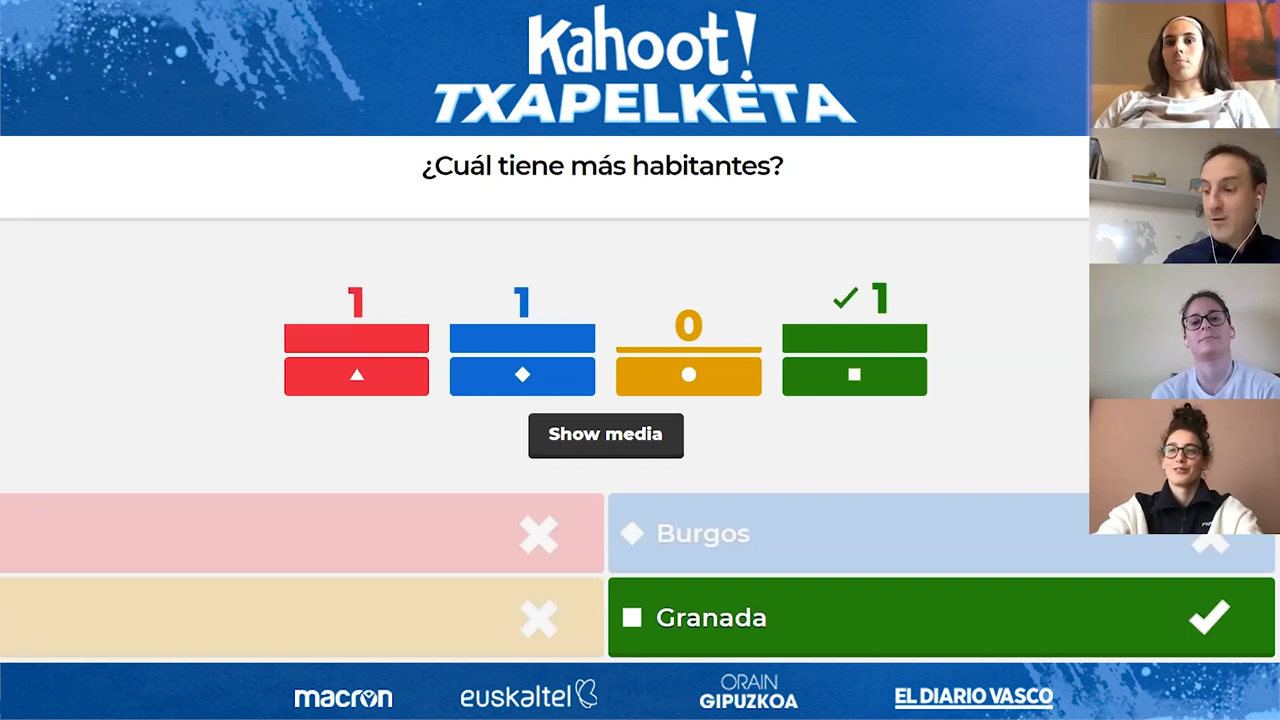 Kahoot!
TXAPELKETA
¿Cuál tiene más habitantes?
1
1
0
1
Show media
Burgos
Granada
macron
euskaltel
ORAIN
GIPUZKOA
EL DIARIO VASCO